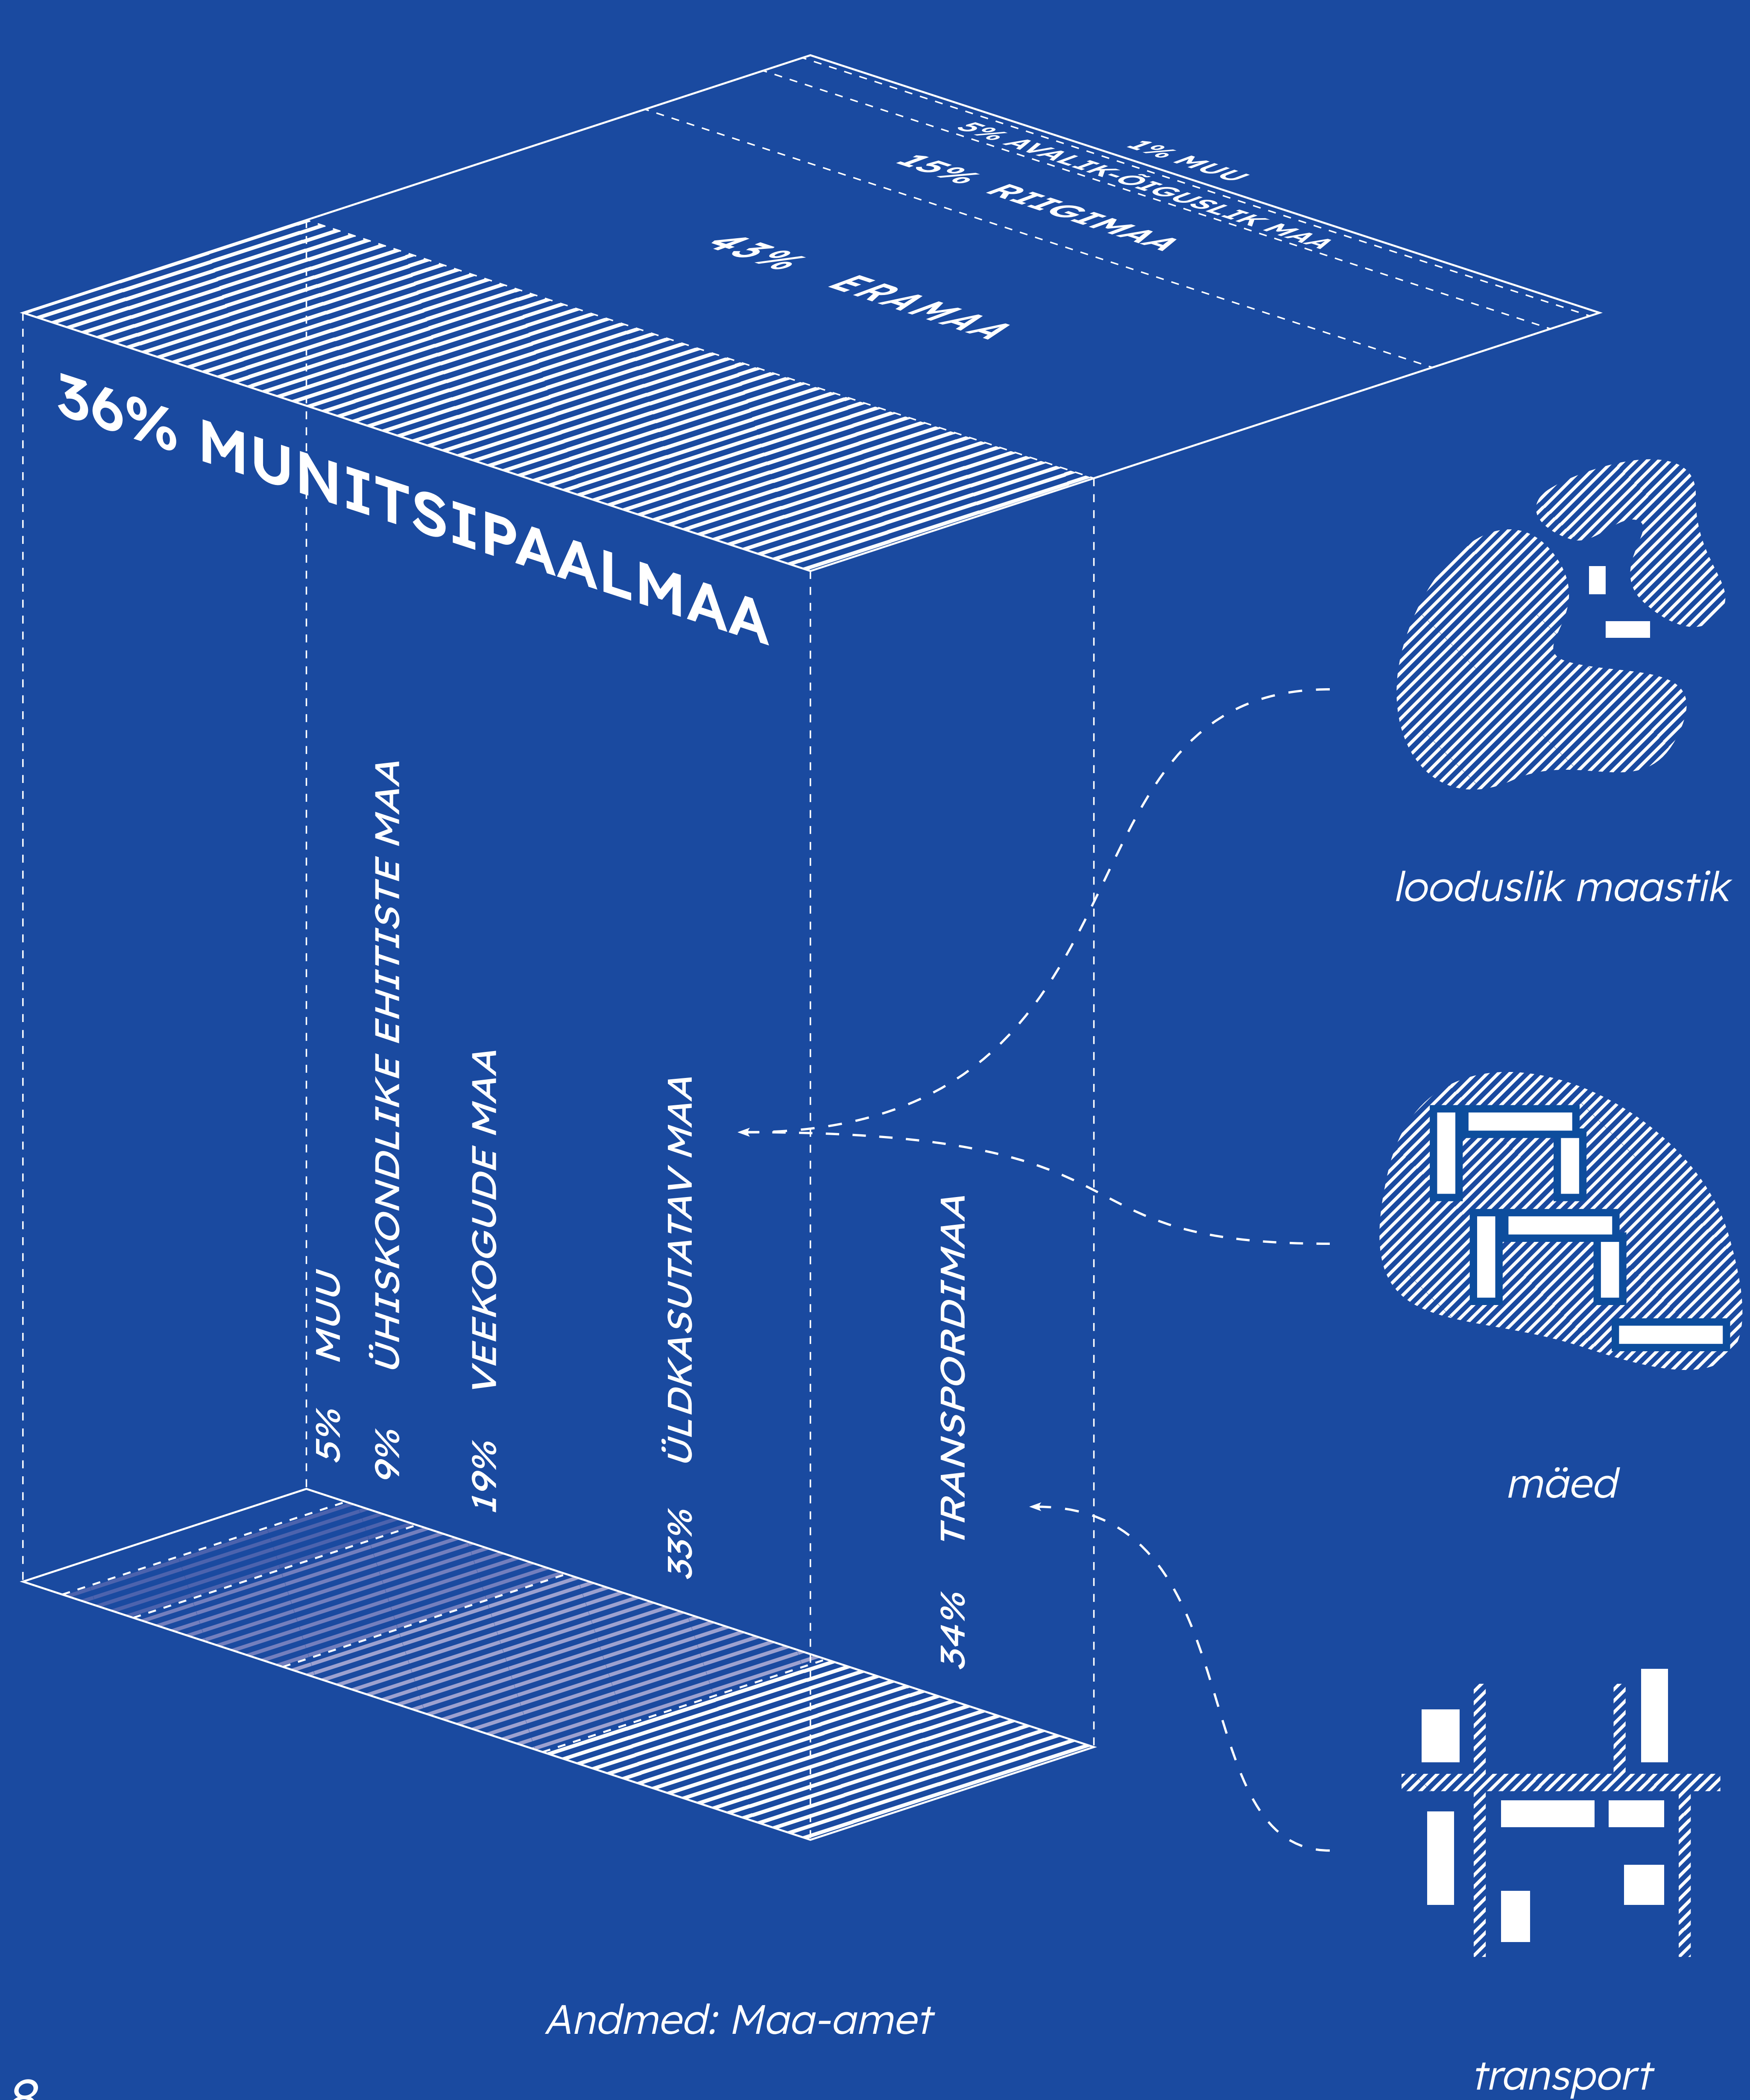 1% MUU
5% AVALIK-ÕIGUSLIK MAA
15% RIIGIMAA
43% ERAMAA
36% MUNITSIPAALMAA
5% MUU
9% ÜHISKONDLIKE EHITISTE MAA
19% VEEKOGUDE MAA
33% ÜLDKASUTATAV MAA
34% TRANSPORDIMAA
looduslik maastik
mäed
transport
Andmed: Maa-amet
8